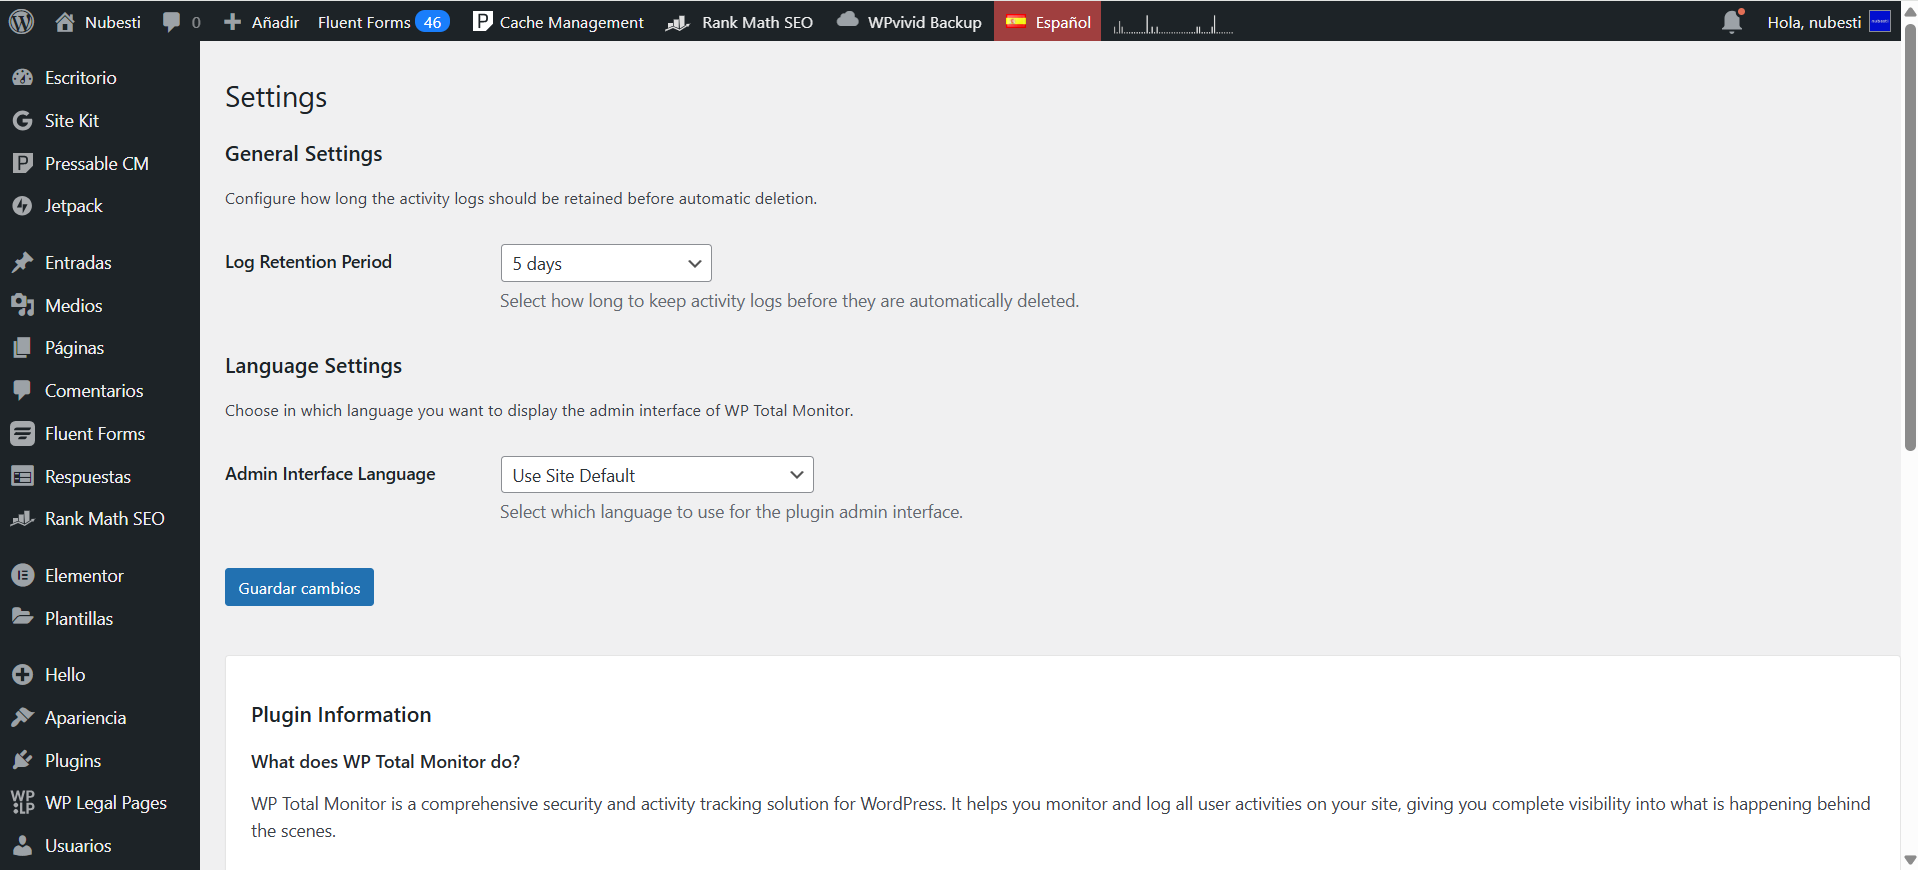 Nubesti
0
Añadir
Fluent Forms 46
Cache Management
Rank Math SEO
WPvivid Backup
Español
Hola, nubesti
Escritorio
Site Kit
Pressable CM
Jetpack
Entradas
Medios
Páginas
Comentarios
Fluent Forms
Respuestas
Rank Math SEO
Elementor
Plantillas
Hello
Apariencia
Plugins
WP Legal Pages
Usuarios
Settings
General Settings
Configure how long the activity logs should be retained before automatic deletion.
Log Retention Period
5 days
Select how long to keep activity logs before they are automatically deleted.
Language Settings
Choose in which language you want to display the admin interface of WP Total Monitor.
Admin Interface Language
Use Site Default
Select which language to use for the plugin admin interface.
Guardar cambios
Plugin Information
What does WP Total Monitor do?
WP Total Monitor is a comprehensive security and activity tracking solution for WordPress. It helps you monitor and log all user activities on your site, giving you complete visibility into what is happening behind
the scenes.